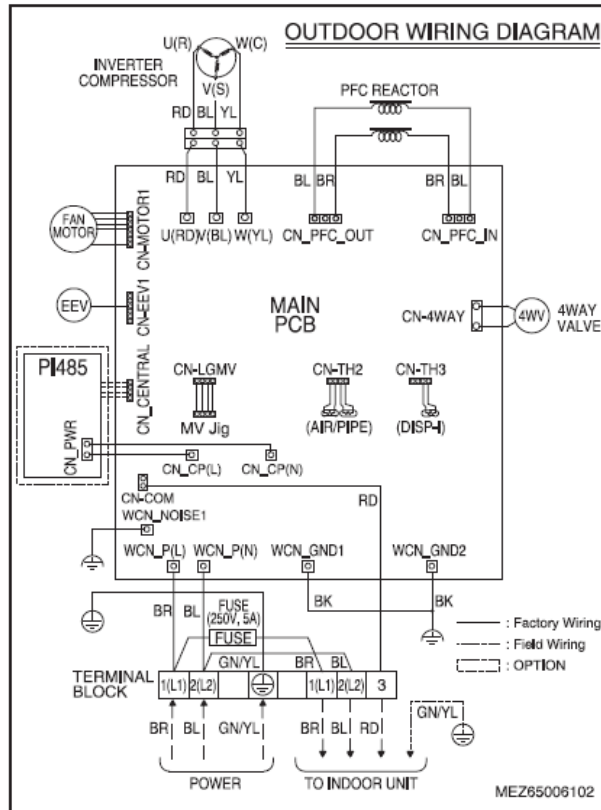 OUTDOOR WIRING DIAGRAM
U(R) W(C)
INVERTER
COMPRESSOR
V(S)
PFC REACTOR
RD BL YL
RD BL YL
BL BR
BR BL
FAN
MOTOR
CN-MOTOR1
U(RD) V(BL) W(YL)
CN_PFC_OUT
CN_PFC_IN
EEV
CN-EEV1
MAIN
PCB
CN-4WAY
4WV
4WAY
VALVE
PI485
CN_CENTRAL
CN-LGMV
CN-TH2
CN-TH3
MV Jig
(AIR/PIPE)
(DISP-I)
CN_PWR
CN_CP(L)
CN_CP(N)
CN-COM
RD
WCN_NOISE1
WCN_P(L) WCN_P(N)
WCN_GND1
WCN_GND2
BR BL
FUSE
(250V, 5A)
FUSE
BK
BK
: Factory Wiring
: Field Wiring
: OPTION
GN/YL
BR BL
TERMINAL
BLOCK
1(L1) 2(L2) 1(L1) 2(L2) 3
BR BL GN/YL
BR BL RD
GN/YL
POWER
TO INDOOR UNIT
MEZ65006102